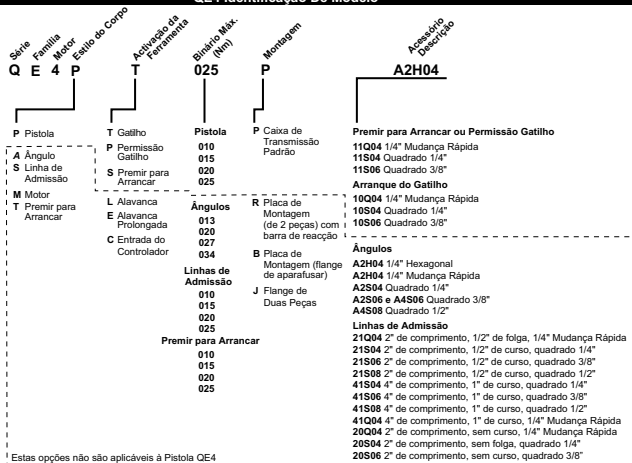 QE4 Identificação De Modelo
Série
Família
Motor
Estilo do Corpo
Activação da Ferramenta
Binário Máx. (Nm)
Montagem
Acessório Descrição
Q E 4 P T 025 P A2H04
P Pistola
A Ângulo
S Linha de
Admissão
M Motor
T Premir para
Arrancar
T Gatilho
P Permissão
Gatilho
S Premir para
Arrancar
L Alavanca
E Alavanca
Prolongada
C Entrada do
Controlador
Pistola
010
015
020
025
Ângulos
013
020
027
034
Linhas de
Admissão
010
015
020
025
Premir para Arrancar
010
015
020
025
P Caixa de
Transmissão
Padrão
R Placa de
Montagem
(de 2 peças) com
barra de reacção
B Placa de
Montagem (flange
de aparafusar)
J Flange de
Duas Peças
Premir para Arrancar ou Permissão Gatilho
11Q04 1/4" Mudança Rápida
11S04 Quadrado 1/4"
11S06 Quadrado 3/8"
Arranque do Gatilho
10Q04 1/4" Mudança Rápida
10S04 Quadrado 1/4"
10S06 Quadrado 3/8"
Ângulos
A2H04 1/4" Hexagonal
A2H04 1/4" Mudança Rápida
A2S04 Quadrado 1/4"
A2S06 e A4S06 Quadrado 3/8"
A4S08 Quadrado 1/2"
Linhas de Admissão
21Q04 2" de comprimento, 1/2" de folga, 1/4" Mudança Rápida
21S04 2" de comprimento, 1/2" de curso, quadrado 1/4"
21S06 2" de comprimento, 1/2" de curso, quadrado 3/8"
21S08 2" de comprimento, 1/2" de curso, quadrado 1/2"
41S04 4" de comprimento, 1" de curso, quadrado 1/4"
41S06 4" de comprimento, 1" de curso, quadrado 3/8"
41S08 4" de comprimento, 1" de curso, quadrado 1/2"
41Q04 4" de comprimento, 1" de curso, 1/4" Mudança Rápida
20Q04 2" de comprimento, sem curso, 1/4" Mudança Rápida
20S04 2" de comprimento, sem folga, quadrado 1/4"
20S06 2" de comprimento, sem curso, quadrado 3/8"
Estas opções não são aplicáveis à Pistola QE4